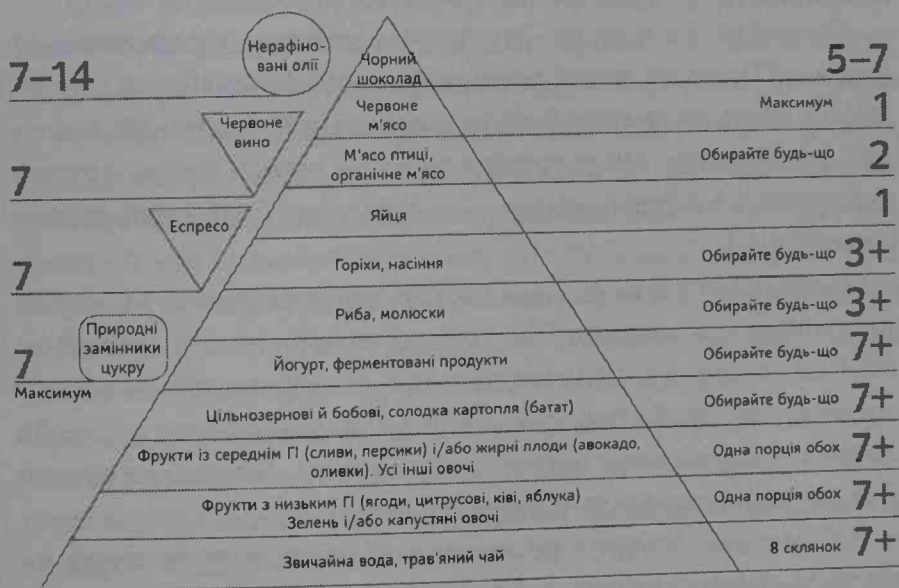 7–14
Нерафіно-
вані олії
Червоне
вино
7
Еспресо
7
Природні
замінники
цукру
7
Максимум
Чорний
шоколад
5–7
Червоне
м'ясо
Максимум 1
М'ясо птиці,
органічне м'ясо
Обирайте будь-що 2
Яйця
1
Горіхи, насіння
Обирайте будь-що 3+
Риба, молюски
Обирайте будь-що 3+
Йогурт, ферментовані продукти
Обирайте будь-що 7+
Цільнозернові й бобові, солодка картопля (батат)
Обирайте будь-що 7+
Фрукти із середнім ГІ (сливи, персики) і/або жирні плоди (авокадо,
оливки). Усі інші овочі
Одна порція обох 7+
Фрукти з низьким ГІ (ягоди, цитрусові, ківі, яблука)
Зелень і/або капустяні овочі
Одна порція обох 7+
Звичайна вода, трав'яний чай
8 склянок 7+